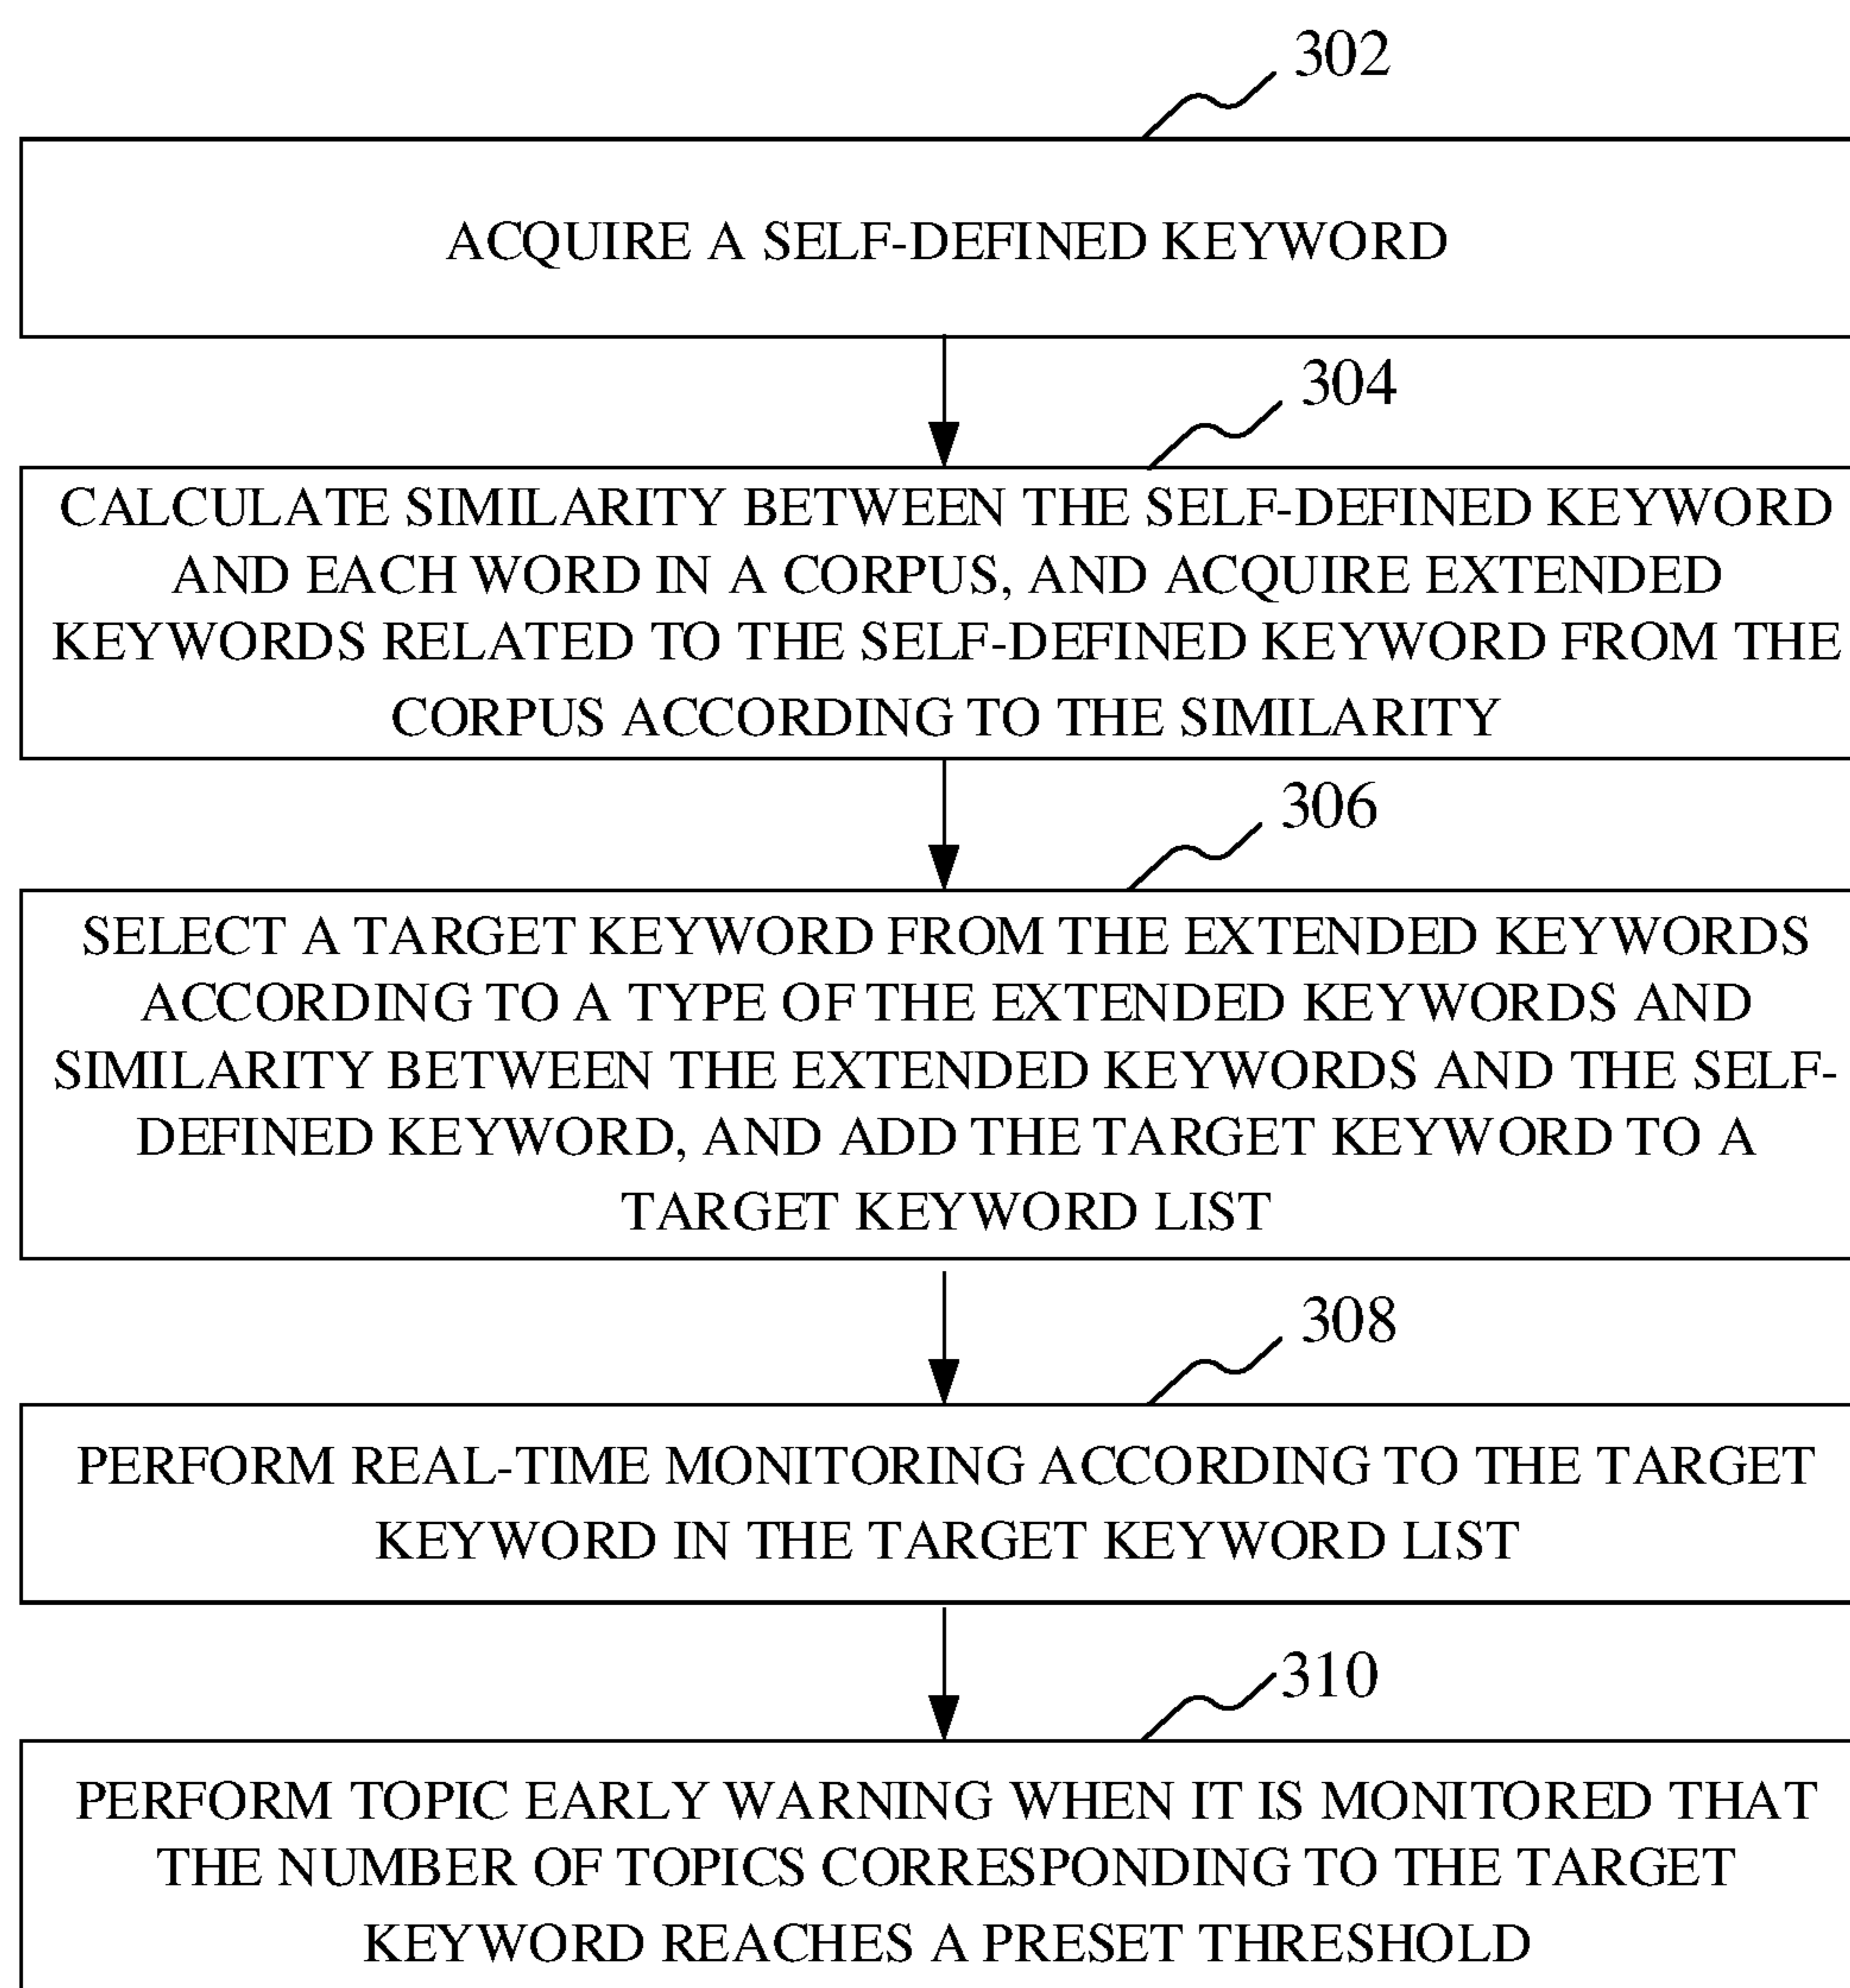 302
ACQUIRE A SELF-DEFINED KEYWORD
304
CALCULATE SIMILARITY BETWEEN THE SELF-DEFINED KEYWORD
AND EACH WORD IN A CORPUS, AND ACQUIRE EXTENDED
KEYWORDS RELATED TO THE SELF-DEFINED KEYWORD FROM THE
CORPUS ACCORDING TO THE SIMILARITY
306
SELECT A TARGET KEYWORD FROM THE EXTENDED KEYWORDS
ACCORDING TO A TYPE OF THE EXTENDED KEYWORDS AND
SIMILARITY BETWEEN THE EXTENDED KEYWORDS AND THE SELF-
DEFINED KEYWORD, AND ADD THE TARGET KEYWORD TO A
TARGET KEYWORD LIST
308
PERFORM REAL-TIME MONITORING ACCORDING TO THE TARGET
KEYWORD IN THE TARGET KEYWORD LIST
310
PERFORM TOPIC EARLY WARNING WHEN IT IS MONITORED THAT
THE NUMBER OF TOPICS CORRESPONDING TO THE TARGET
KEYWORD REACHES A PRESET THRESHOLD